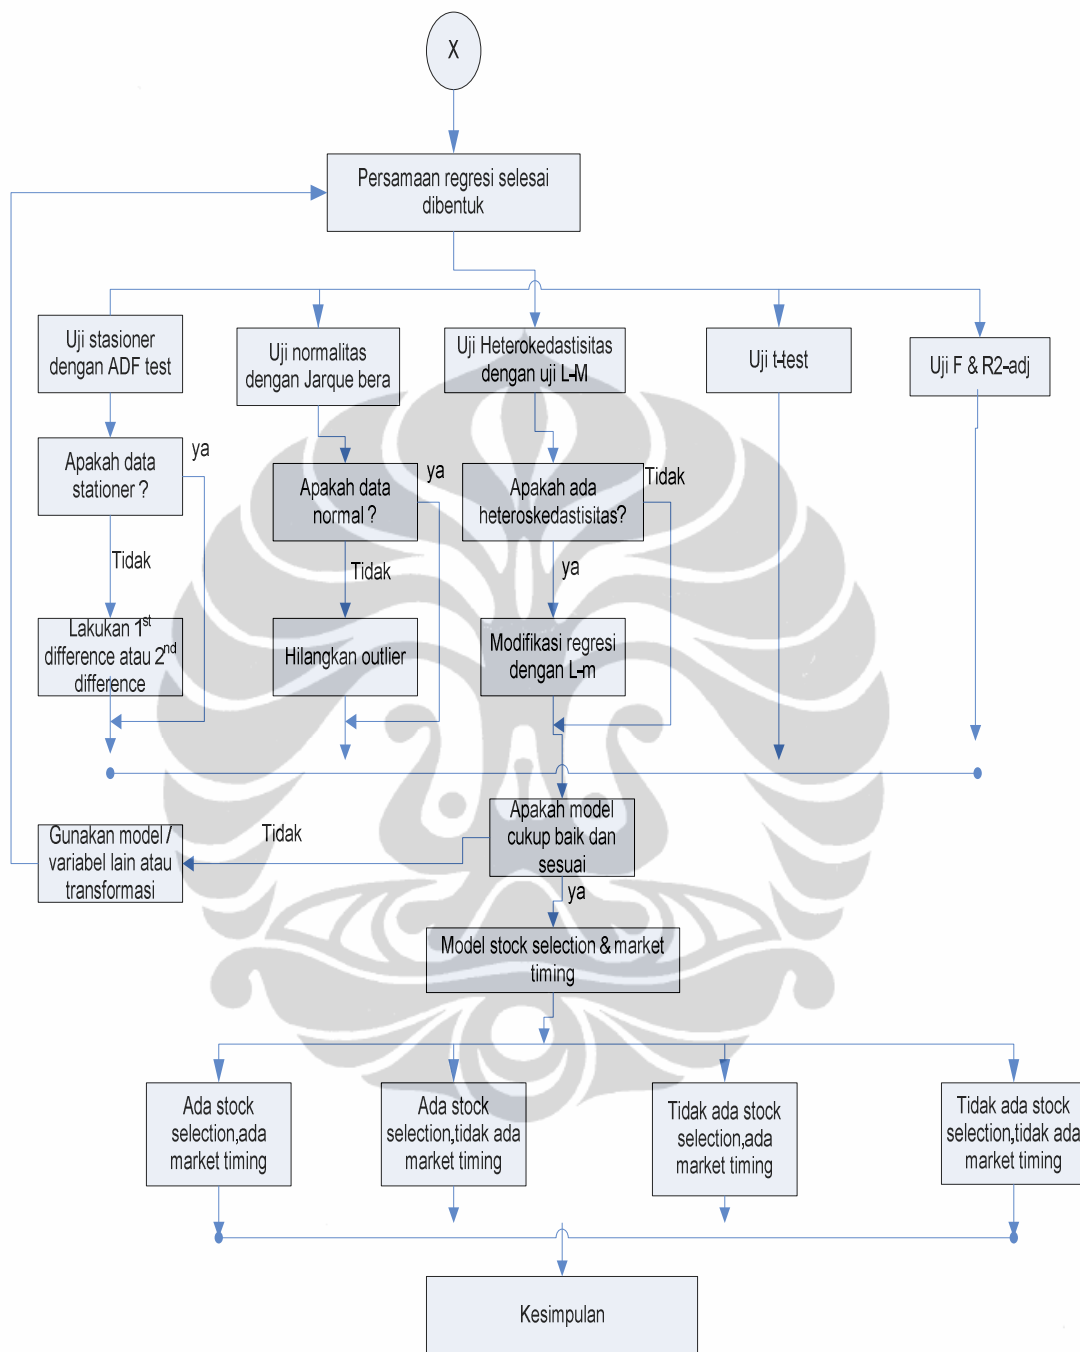 X
Persamaan regresi selesai
dibentuk
Uji stasioner
dengan ADF test
Uji normalitas
dengan Jarque bera
Uji Heterokedastisitas
dengan uji L-M
Uji t-test
Uji F & R2-adj
Apakah data
stationer ?
ya
Apakah data
normal ?
ya
Apakah ada
heteroskedastisitas?
Tidak
Tidak
Tidak
ya
Lakukan 1st
difference atau 2nd
difference
Hilangkan outlier
Modifikasi regresi
dengan L-m
Apakah model
cukup baik dan
sesuai
Tidak
Gunakan model /
variabel lain atau
transformasi
ya
Model stock selection & market
timing
Ada stock
selection,ada
market timing
Ada stock
selection,tidak ada
market timing
Tidak ada stock
selection,ada
market timing
Tidak ada stock
selection,tidak ada
market timing
Kesimpulan